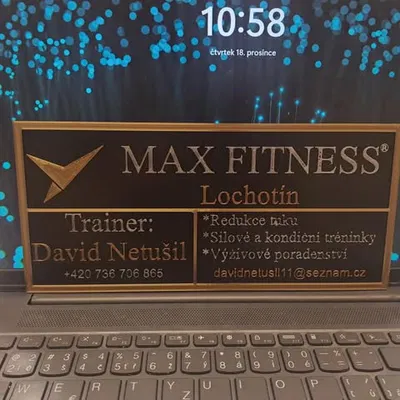 10:58
čtvrtek 18. prosince
MAX FITNESS®
Lochotín
Trainer:
David Netušil
+420 736 706 865
*Redukce tuku
*Silové a kondiční tréninky
*Výživové poradenství
davidnetusil11@seznam.cz
W E R T Y U I O P